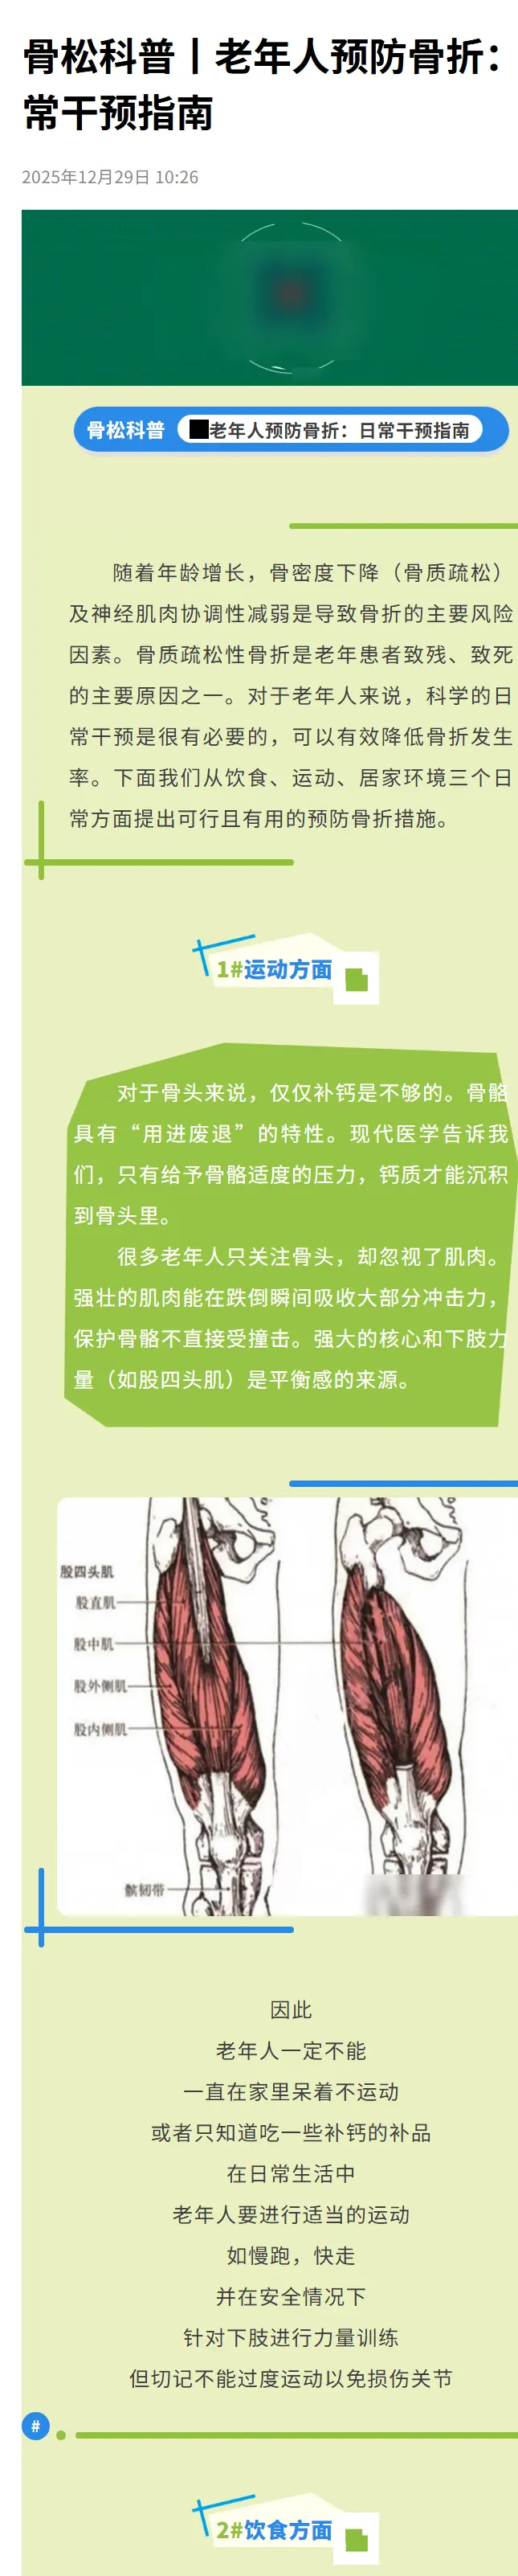 骨松科普丨老年人预防骨折：
常干预指南
2025年12月29日 10:26
骨松科普
老年人预防骨折：日常干预指南
随着年龄增长，骨密度下降（骨质疏松）
及神经肌肉协调性减弱是导致骨折的主要风险
因素。骨质疏松性骨折是老年患者致残、致死
的主要原因之一。对于老年人来说，科学的日
常干预是很有必要的，可以有效降低骨折发生
率。下面我们从饮食、运动、居家环境三个日
常方面提出可行且有用的预防骨折措施。
1#运动方面
对于骨头来说，仅仅补钙是不够的。骨骼
具有“用进废退”的特性。现代医学告诉我
们，只有给予骨骼适度的压力，钙质才能沉积
到骨头里。
很多老年人只关注骨头，却忽视了肌肉。
强壮的肌肉能在跌倒瞬间吸收大部分冲击力，
保护骨骼不直接受撞击。强大的核心和下肢力
量（如股四头肌）是平衡感的来源。
股四头肌
股直肌
股中肌
股外侧肌
股内侧肌
髌韧带
因此
老年人一定不能
一直在家里呆着不运动
或者只知道吃一些补钙的补品
在日常生活中
老年人要进行适当的运动
如慢跑，快走
并在安全情况下
针对下肢进行力量训练
但切记不能过度运动以免损伤关节
#
2#饮食方面